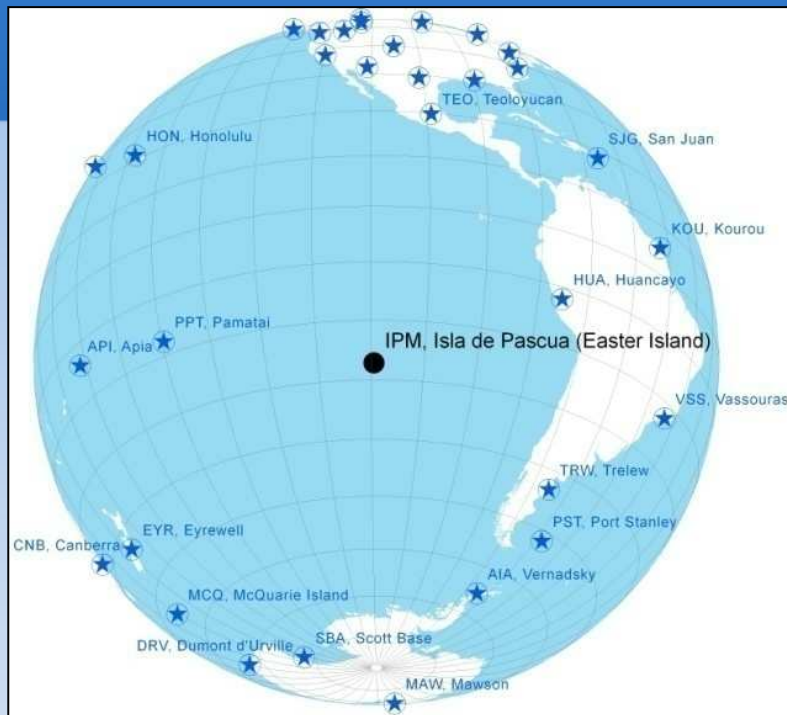 TEO, Teoloyucan
HON, Honolulu
SJG, San Juan
KOU, Kourou
HUA, Huancayo
PPT, Pamatai
IPM, Isla de Pascua (Easter Island)
API, Apia
VSS, Vassouras
TRW, Trelew
PST, Port Stanley
EYR, Eyrewell
CNB, Canberra
AIA, Vernadsky
MCQ, McQuarie Island
SBA, Scott Base
DRV, Dumont d'Urville
MAW, Mawson